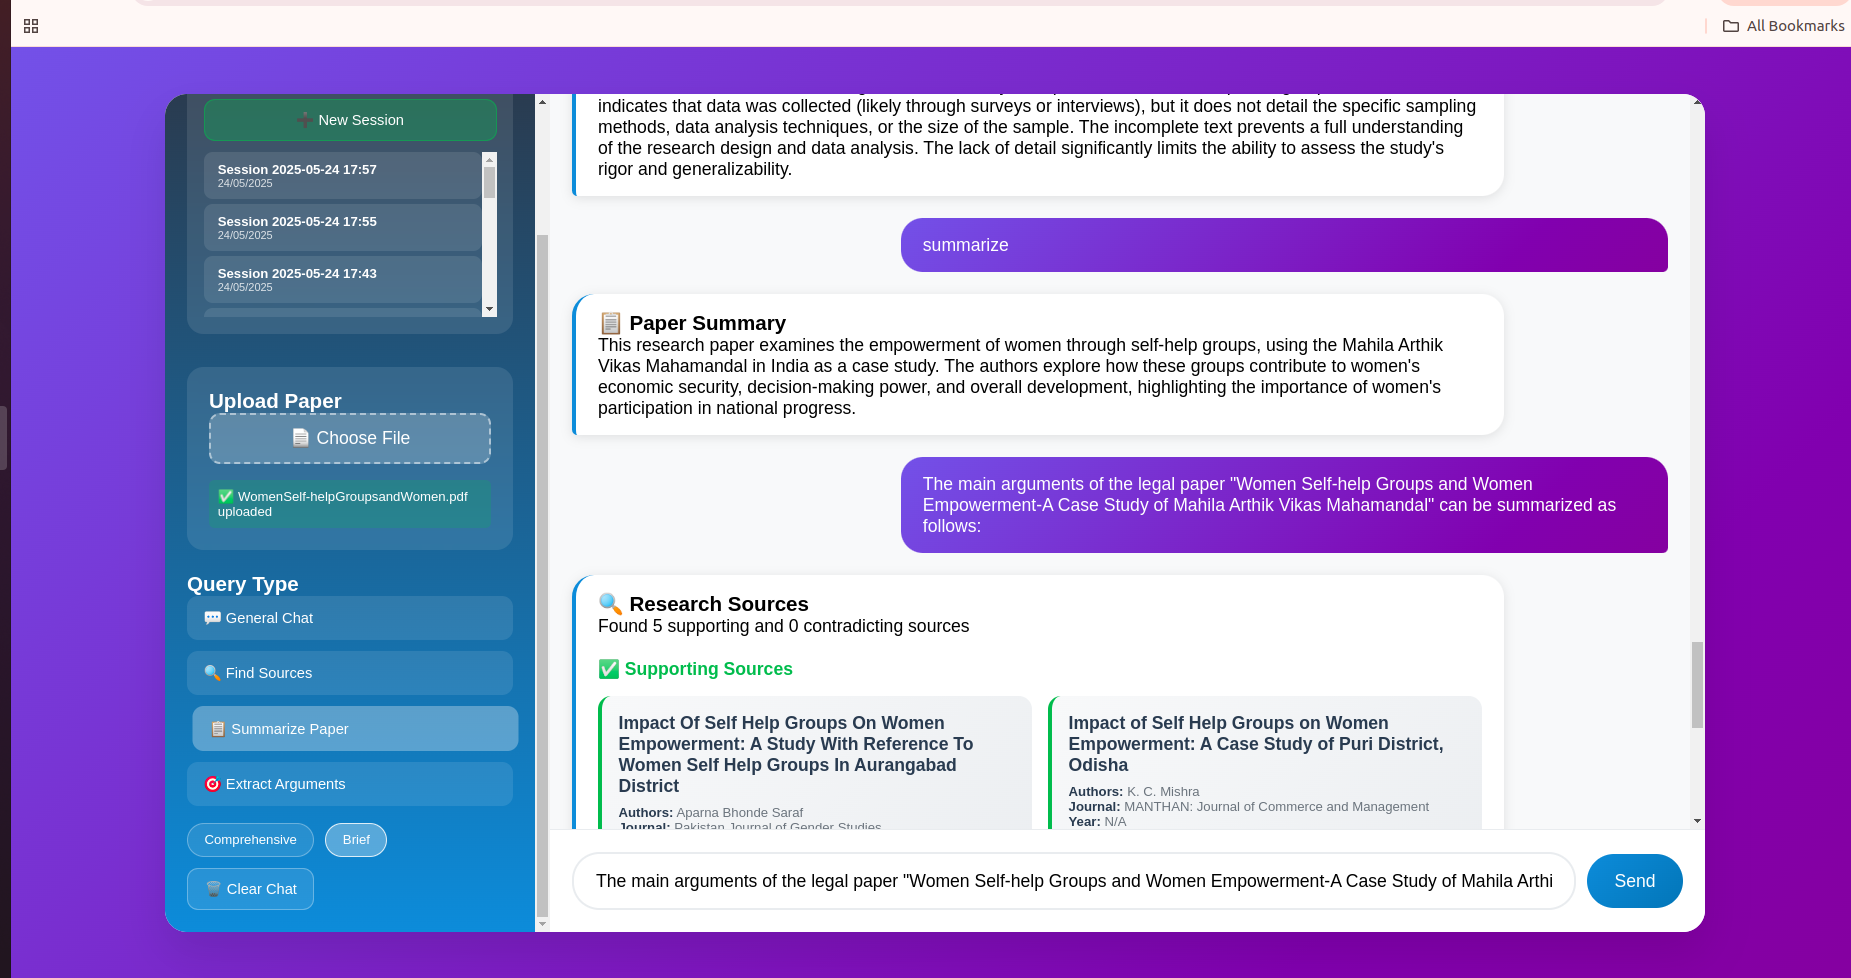 All Bookmarks
➕ New Session
Session 2025-05-24 17:57
24/05/2025
Session 2025-05-24 17:55
24/05/2025
Session 2025-05-24 17:43
24/05/2025
Upload Paper
📄 Choose File
✅ WomenSelf-helpGroupsandWomen.pdf
uploaded
Query Type
💬 General Chat
🔍 Find Sources
📋 Summarize Paper
🎯 Extract Arguments
Comprehensive
Brief
🗑️ Clear Chat
indicates that data was collected (likely through surveys or interviews), but it does not detail the specific sampling
methods, data analysis techniques, or the size of the sample. The incomplete text prevents a full understanding
of the research design and data analysis. The lack of detail significantly limits the ability to assess the study's
rigor and generalizability.
summarize
📋 Paper Summary
This research paper examines the empowerment of women through self-help groups, using the Mahila Arthik
Vikas Mahamandal in India as a case study. The authors explore how these groups contribute to women's
economic security, decision-making power, and overall development, highlighting the importance of women's
participation in national progress.
The main arguments of the legal paper "Women Self-help Groups and Women
Empowerment-A Case Study of Mahila Arthik Vikas Mahamandal" can be summarized as
follows:
🔍 Research Sources
Found 5 supporting and 0 contradicting sources
✅ Supporting Sources
Impact Of Self Help Groups On Women
Empowerment: A Study With Reference To
Women Self Help Groups In Aurangabad
District
Authors: Aparna Bhonde Saraf
Journal: Pakistan Journal of Gender Studies
Impact of Self Help Groups on Women
Empowerment: A Case Study of Puri District,
Odisha
Authors: K. C. Mishra
Journal: MANTHAN: Journal of Commerce and Management
Year: N/A
The main arguments of the legal paper "Women Self-help Groups and Women Empowerment-A Case Study of Mahila Arthi
Send